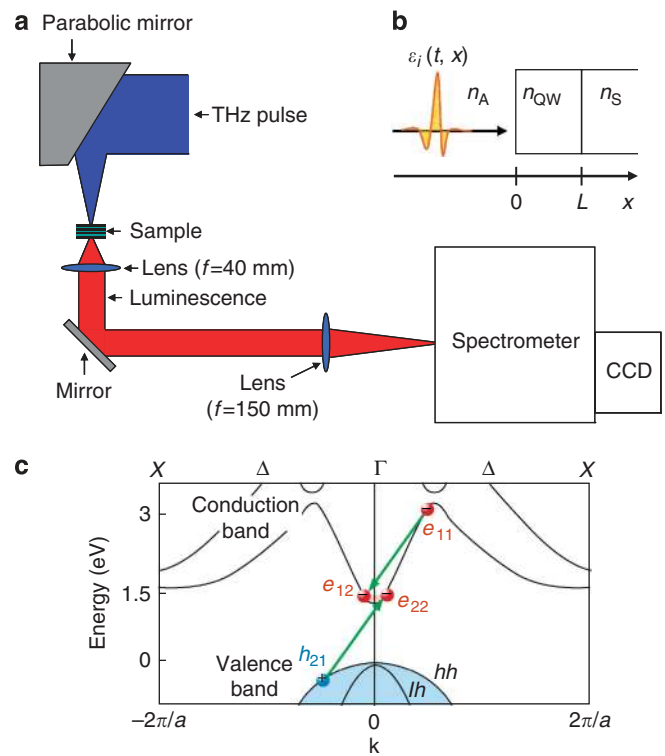 a
Parabolic mirror
THz pulse
Sample
Lens (f=40 mm)
Luminescence
Mirror
Lens
(f=150 mm)
Spectrometer
CCD
b
εi (t, x)
nA
nQW
nS
0
L
x
c
X
Δ
Γ
Δ
X
Conduction
band
e11
e12
e22
h21
Valence
band
hh
lh
Energy (eV)
3
1.5
0
−2π/a
0
2π/a
k